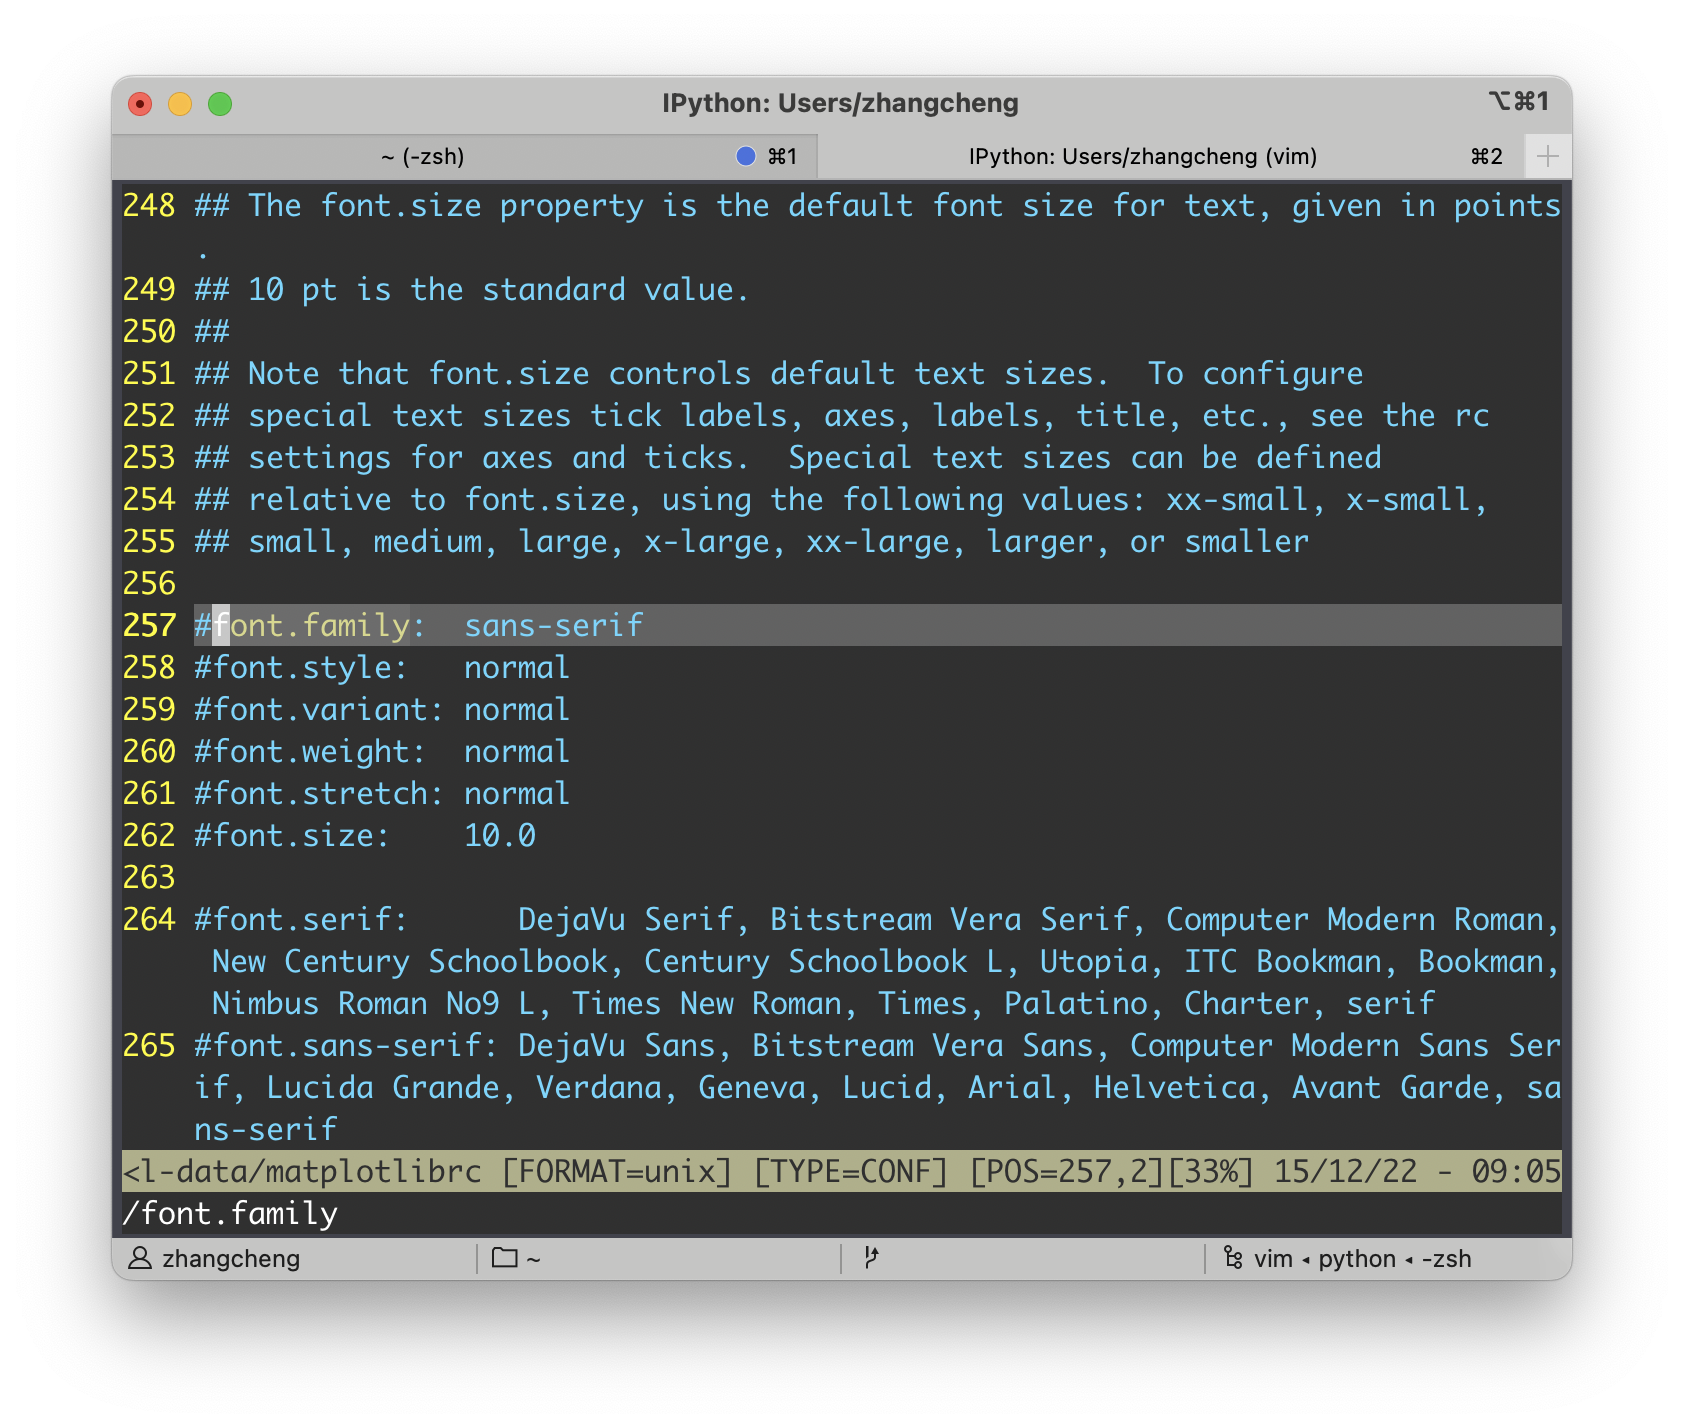 IPython: Users/zhangcheng
⌥⌘1
~ (-zsh)
⌘1
IPython: Users/zhangcheng (vim)
⌘2
248 ## The font.size property is the default font size for text, given in points
.
249 ## 10 pt is the standard value.
250 ##
251 ## Note that font.size controls default text sizes.  To configure
252 ## special text sizes tick labels, axes, labels, title, etc., see the rc
253 ## settings for axes and ticks.  Special text sizes can be defined
254 ## relative to font.size, using the following values: xx-small, x-small,
255 ## small, medium, large, x-large, xx-large, larger, or smaller
256
257 #font.family:  sans-serif
258 #font.style:   normal
259 #font.variant: normal
260 #font.weight:  normal
261 #font.stretch: normal
262 #font.size:    10.0
263
264 #font.serif:      DejaVu Serif, Bitstream Vera Serif, Computer Modern Roman,
New Century Schoolbook, Century Schoolbook L, Utopia, ITC Bookman, Bookman,
Nimbus Roman No9 L, Times New Roman, Times, Palatino, Charter, serif
265 #font.sans-serif: DejaVu Sans, Bitstream Vera Sans, Computer Modern Sans Ser
if, Lucida Grande, Verdana, Geneva, Lucid, Arial, Helvetica, Avant Garde, sa
ns-serif
<l-data/matplotlibrc [FORMAT=unix] [TYPE=CONF] [POS=257,2][33%] 15/12/22 - 09:05
/font.family
zhangcheng
~
vim ◂ python ◂ -zsh